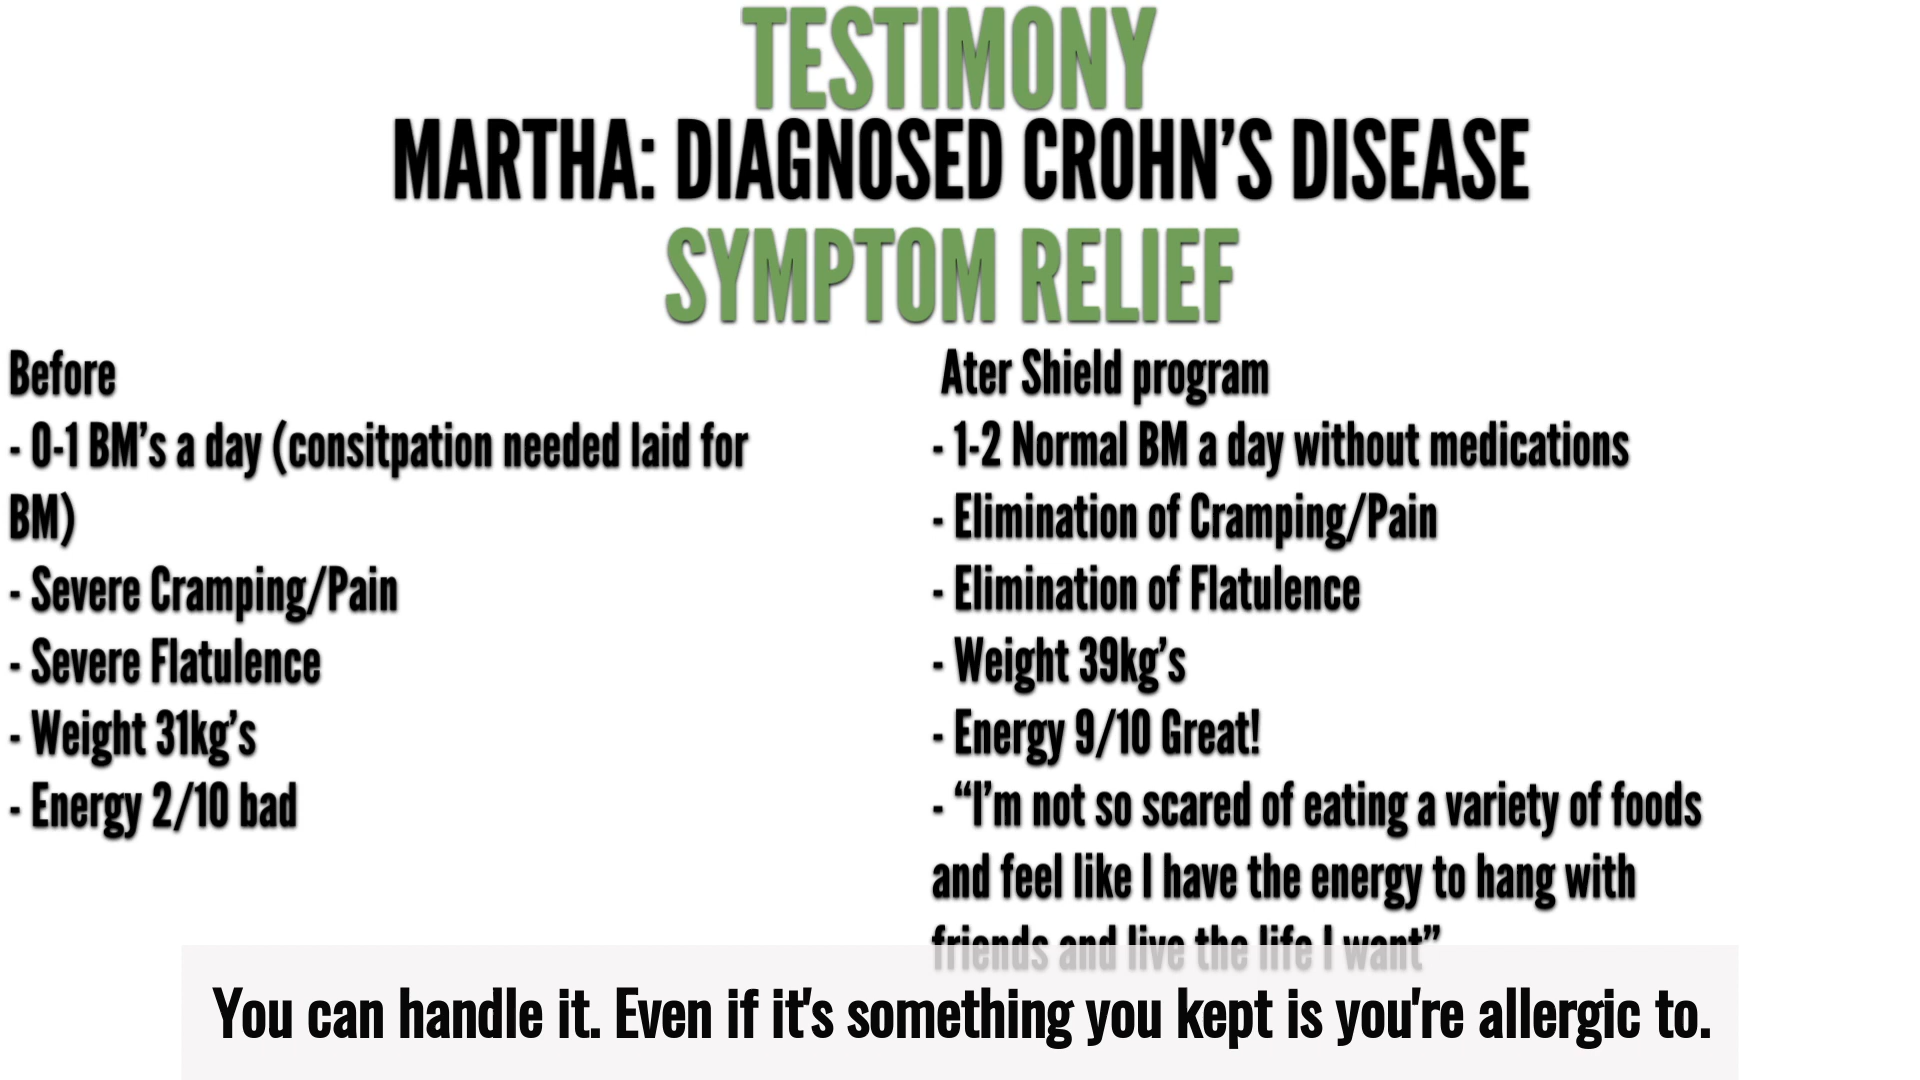 TESTIMONY
MARTHA: DIAGNOSED CROHN’S DISEASE
SYMPTOM RELIEF
Before
- 0-1 BM’s a day (consitpation needed laid for
BM)
- Severe Cramping/Pain
- Severe Flatulence
- Weight 31kg’s
- Energy 2/10 bad
Ater Shield program
- 1-2 Normal BM a day without medications
- Elimination of Cramping/Pain
- Elimination of Flatulence
- Weight 39kg’s
- Energy 9/10 Great!
- “I’m not so scared of eating a variety of foods
and feel like I have the energy to hang with
friends and live the life I want”
You can handle it. Even if it's something you kept is you're allergic to.